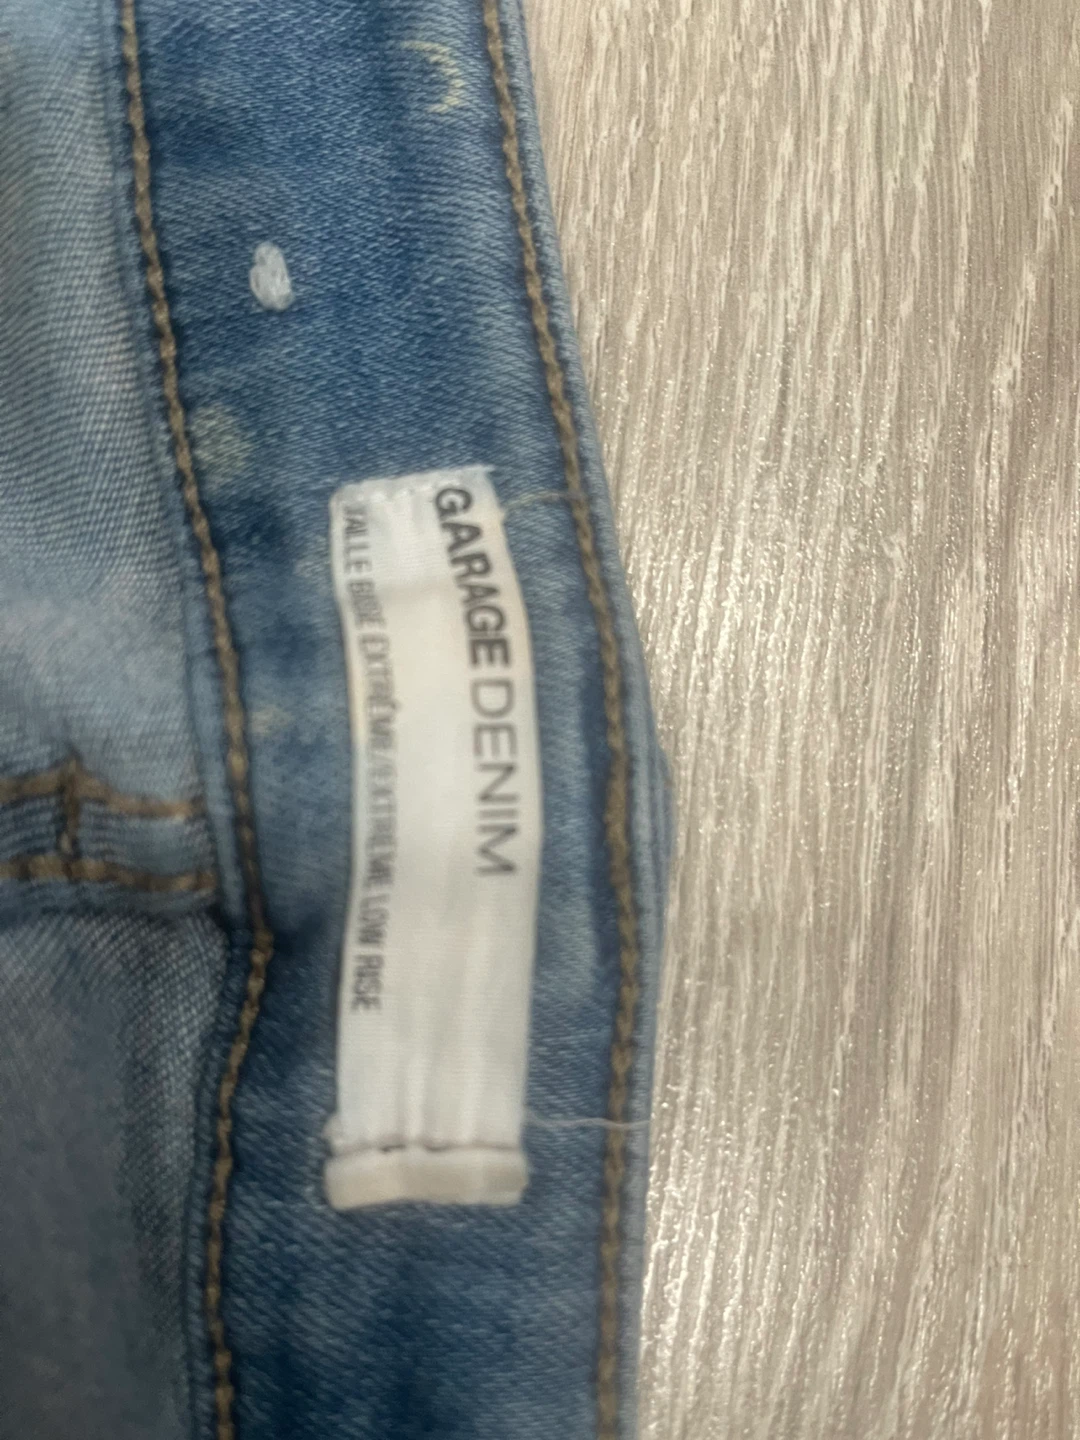 GARAGE DENIM
TAILLE BASSE EXTRÊME/EXTREME LOW RISE